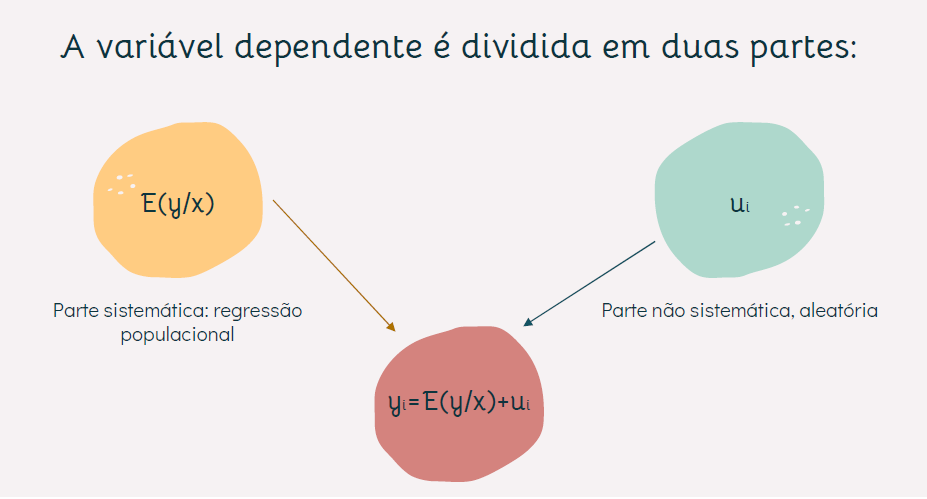 A variável dependente é dividida em duas partes:
E(y/x)
uᵢ
Parte sistemática: regressão
populacional
Parte não sistemática, aleatória
yᵢ=E(y/x)+uᵢ